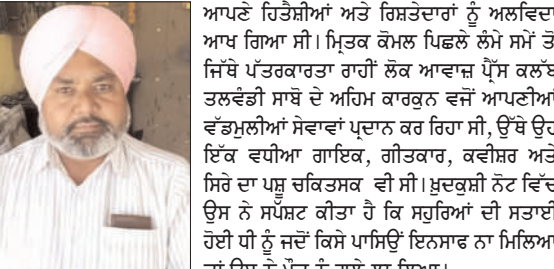 ਆਪਣੇ ਹਿਤੈਸ਼ੀਆਂ ਅਤੇ ਰਿਸ਼ਤੇਦਾਰਾਂ ਨੂੰ ਅਲਵਿਦਾ
ਆਖ ਗਿਆ ਸੀ। ਮ੍ਰਿਤਕ ਕੋਮਲ ਪਿਛਲੇ ਲੰਮੇ ਸਮੇਂ ਤੋਂ
ਜਿੱਥੇ ਪੱਤਰਕਾਰਤਾ ਰਾਹੀਂ ਲੋਕ ਆਵਾਜ਼ ਪ੍ਰੈੱਸ ਕਲੱਬ
ਤਲਵੰਡੀ ਸਾਬੋ ਦੇ ਅਹਿਮ ਕਾਰਕੁਨ ਵਜੋਂ ਆਪਣੀਆਂ
ਵੱਡਮੁਲੀਆਂ ਸੇਵਾਵਾਂ ਪ੍ਰਦਾਨ ਕਰ ਰਿਹਾ ਸੀ, ਉੱਥੇ ਉਹ
ਇੱਕ ਵਧੀਆ ਗਾਇਕ, ਗੀਤਕਾਰ, ਕਵੀਸ਼ਰ ਅਤੇ
ਸਿਰੇ ਦਾ ਪਸ਼ੂ ਚਕਿਤਸਕ ਵੀ ਸੀ। ਖ਼ੁਦਕੁਸ਼ੀ ਨੋਟ ਵਿੱਚ
ਉਸ ਨੇ ਸਪੱਸ਼ਟ ਕੀਤਾ ਹੈ ਕਿ ਸਹੁਰਿਆਂ ਦੀ ਸਤਾਈ
ਹੋਈ ਧੀ ਨੂੰ ਜਦੋਂ ਕਿਸੇ ਪਾਸਿਉਂ ਇਨਸਾਫ ਨਾ ਮਿਲਿਆ